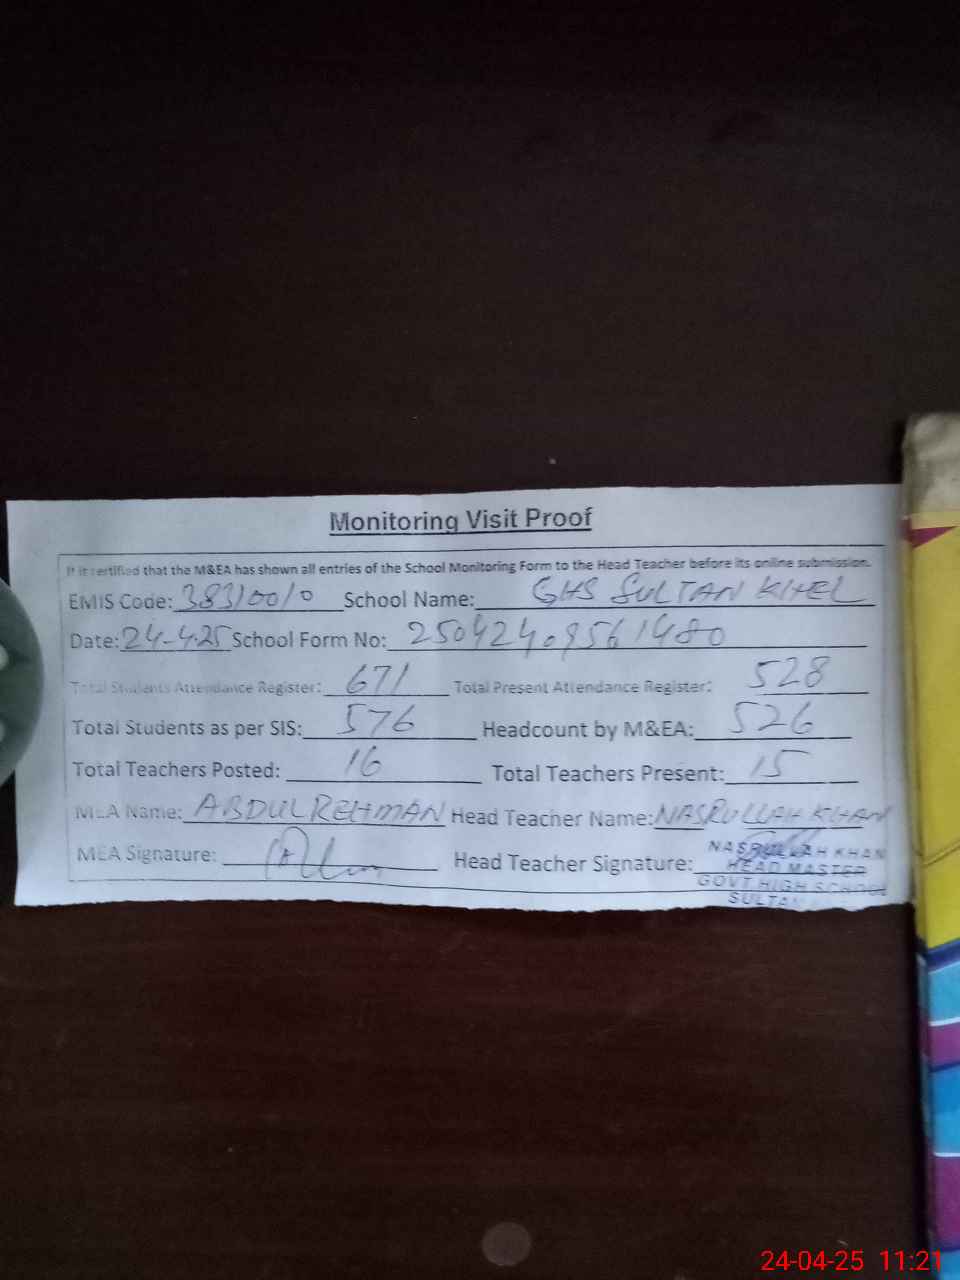 Monitoring Visit Proof
It it certified that the M&EA has shown all entries of the School Monitoring Form to the Head Teacher before its online submission.
EMIS Code: 38310010 School Name: GHS SULTAN KHEL
Date: 24-4-25 School Form No: 25042409561480
Total Students Attendance Register: 671 Total Present Attendance Register: 528
Total Students as per SIS: 576 Headcount by M&EA: 526
Total Teachers Posted: 16 Total Teachers Present: 15
MEA Name: ABDUL REHMAN Head Teacher Name: NASRULLAH KHAN
MEA Signature: Head Teacher Signature:
NASRULLAH KHAN
HEAD MASTER
GOVT HIGH SCHOOL
24-04-25 11:21